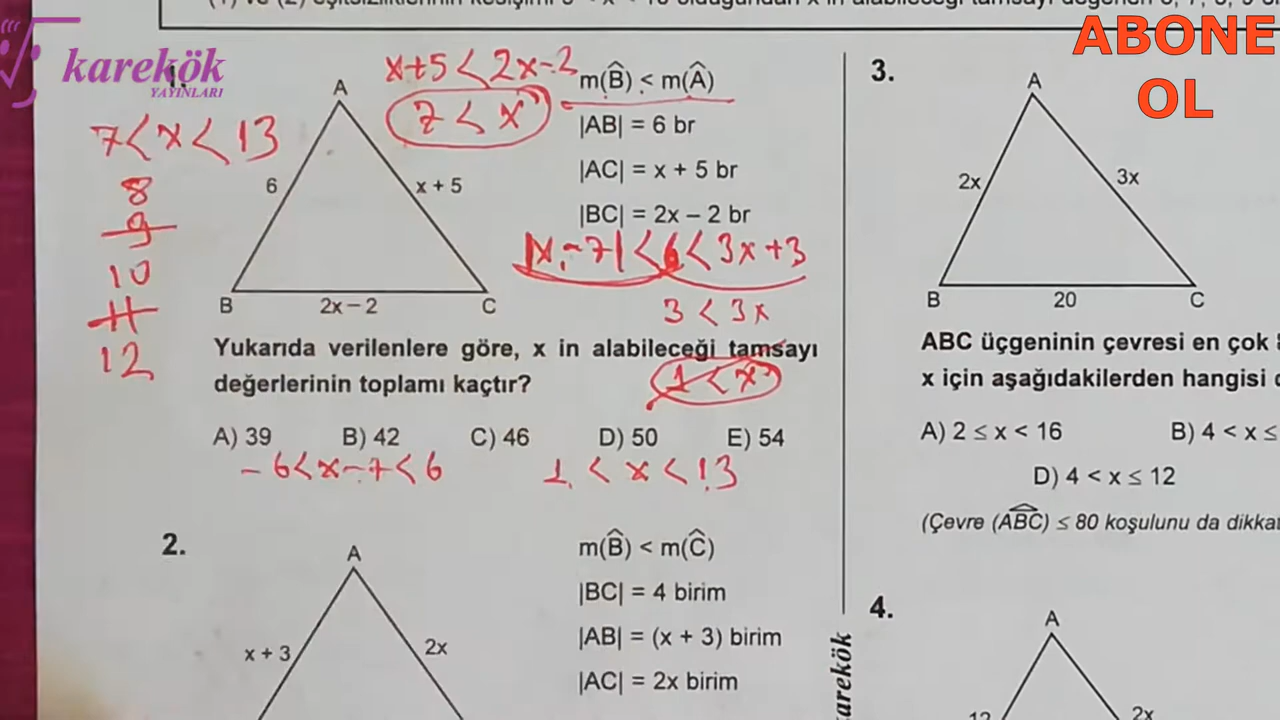 karekök
YAYINLARI
ABONE
OL
1.
A
6
x + 5
B
2x – 2
C
m(B̂) < m(Â)
|AB| = 6 br
|AC| = x + 5 br
|BC| = 2x – 2 br
x+5 < 2x-2
7 < x
7 < x < 13
8
9
10
11
12
|x-7| < 6 < 3x+3
3 < 3x
1 < x
Yukarıda verilenlere göre, x in alabileceği tamsayı
değerlerinin toplamı kaçtır?
A) 39 B) 42 C) 46 D) 50 E) 54
-6 < x-7 < 6
1 < x < 13
2.
A
x + 3
2x
m(B̂) < m(Ĉ)
|BC| = 4 birim
|AB| = (x + 3) birim
|AC| = 2x birim
karekök
3.
A
2x
3x
B
20
C
ABC üçgeninin çevresi en çok
x için aşağıdakilerden hangisi
A) 2 ≤ x < 16 B) 4 < x ≤
D) 4 < x ≤ 12
(Çevre (ABC) ≤ 80 koşulunu da
4.
A
12
2x